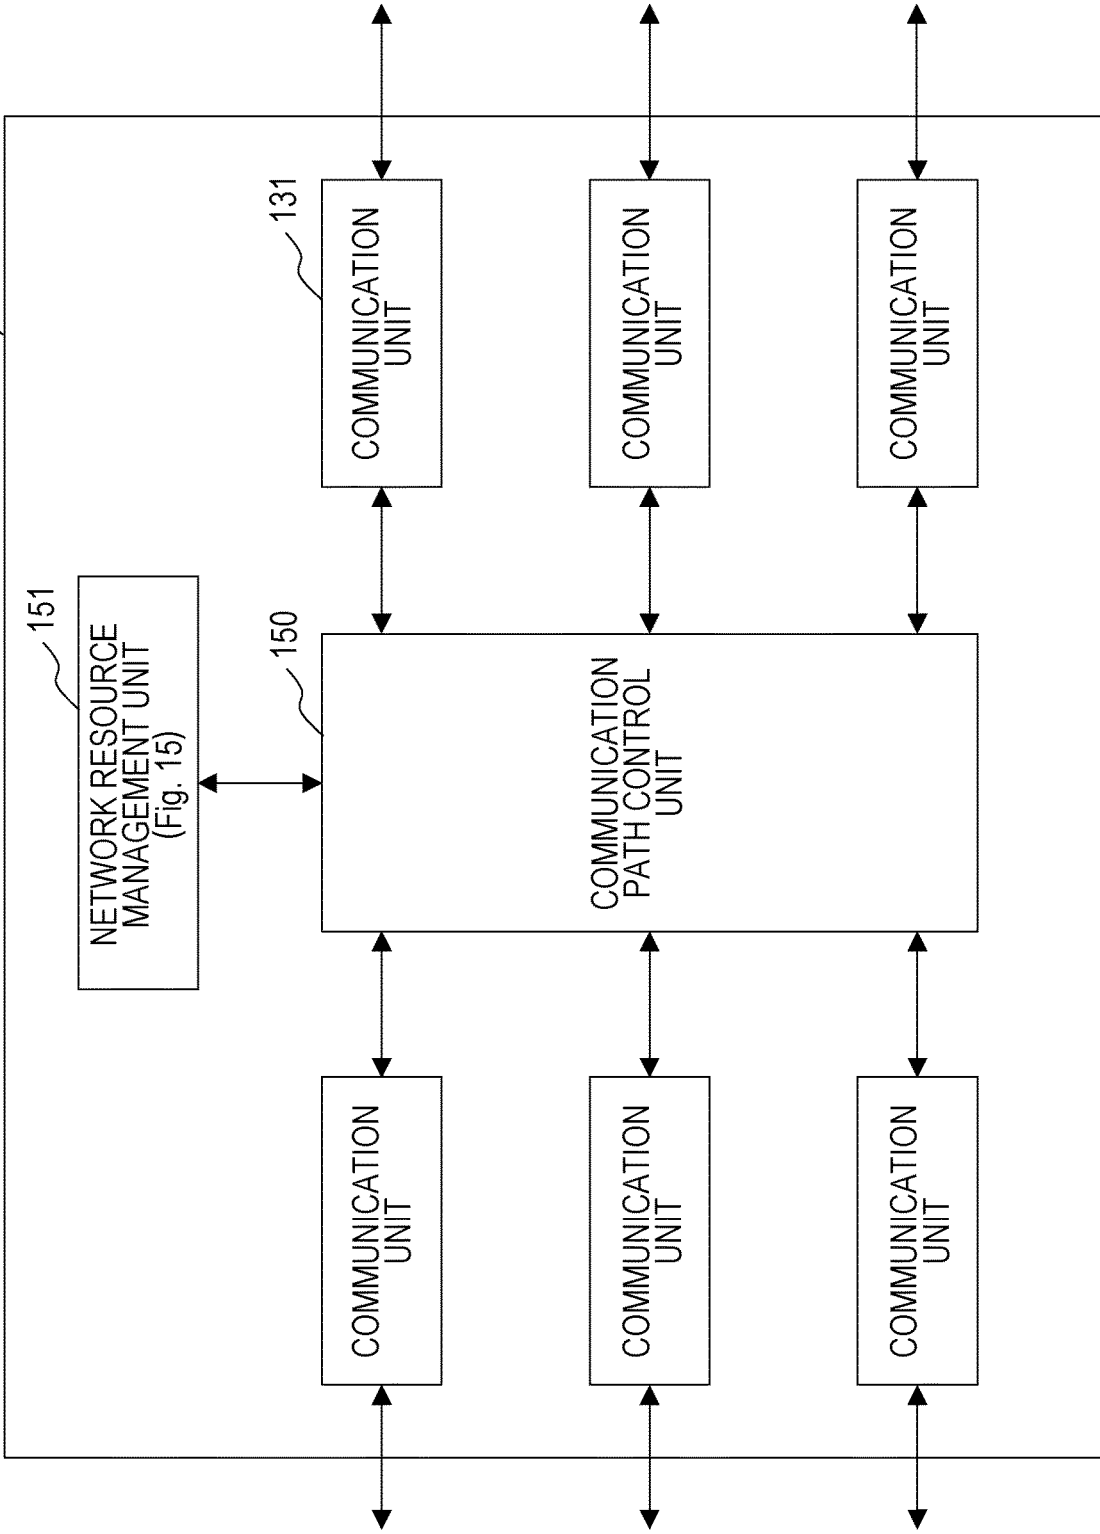 151
NETWORK RESOURCE
MANAGEMENT UNIT
(Fig. 15)
COMMUNICATION
UNIT
150
131
COMMUNICATION
UNIT
COMMUNICATION
UNIT
COMMUNICATION
PATH CONTROL
UNIT
COMMUNICATION
UNIT
COMMUNICATION
UNIT
COMMUNICATION
UNIT